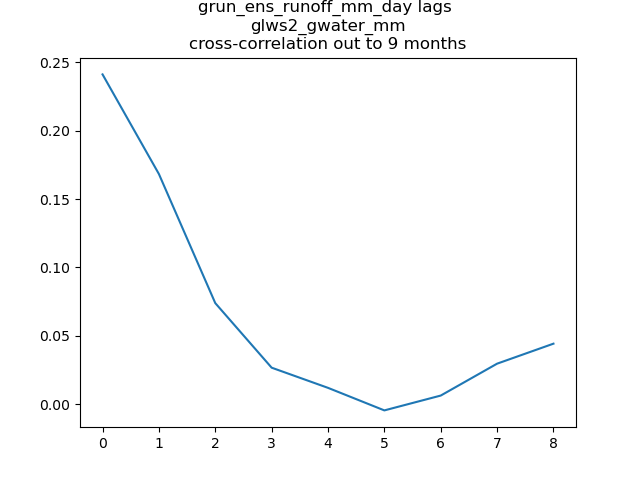 grun_ens_runoff_mm_day lags
glws2_gwater_mm
cross-correlation out to 9 months
0.25
0.20
0.15
0.10
0.05
0.00
0 1 2 3 4 5 6 7 8